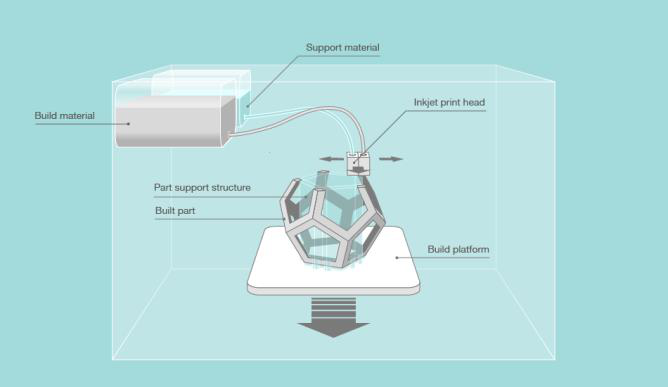 Support material
Inkjet print head
Build material
Part support structure
Built part
Build platform